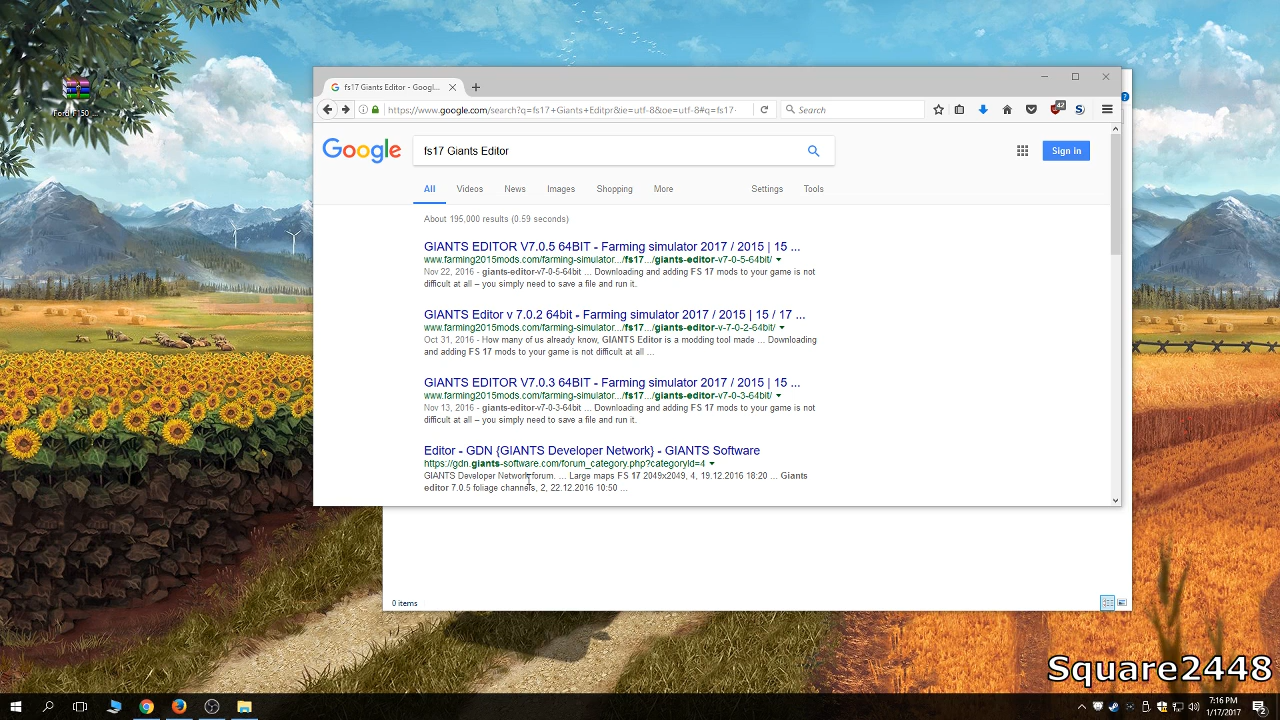 Ford F150 ...
fs17 Giants Editor - Googl...
https://www.google.com/search?q=fs17+Giants+Editpr&ie=utf-8&oe=utf-8#q=fs17-
Search
42
Google
fs17 Giants Editor
Sign in
All Videos News Images Shopping More Settings Tools
About 195,000 results (0.59 seconds)
GIANTS EDITOR V7.0.5 64BIT - Farming simulator 2017 / 2015 | 15 ...
www.farming2015mods.com/farming-simulator.../fs17.../giants-editor-v7-0-5-64bit/
Nov 22, 2016 - giants-editor-v7-0-5-64bit ... Downloading and adding FS 17 mods to your game is not
difficult at all – you simply need to save a file and run it.
GIANTS Editor v 7.0.2 64bit - Farming simulator 2017 / 2015 | 15 / 17 ...
www.farming2015mods.com/farming-simulator.../fs17.../giants-editor-v-7-0-2-64bit/
Oct 31, 2016 - How many of us already know, GIANTS Editor is a modding tool made ... Downloading
and adding FS 17 mods to your game is not difficult at all ...
GIANTS EDITOR V7.0.3 64BIT - Farming simulator 2017 / 2015 | 15 ...
www.farming2015mods.com/farming-simulator.../fs17.../giants-editor-v7-0-3-64bit/
Nov 13, 2016 - giants-editor-v7-0-3-64bit ... Downloading and adding FS 17 mods to your game is not
difficult at all – you simply need to save a file and run it.
Editor - GDN {GIANTS Developer Network} - GIANTS Software
https://gdn.giants-software.com/forum_category.php?categoryId=4
GIANTS Developer Network forum. ... Large maps FS 17 2049x2049, 4, 19.12.2016 18:20 ... Giants
editor 7.0.5 foliage channels, 2, 22.12.2016 10:50 ...
0 items
Square2448
7:16 PM
1/17/2017
2